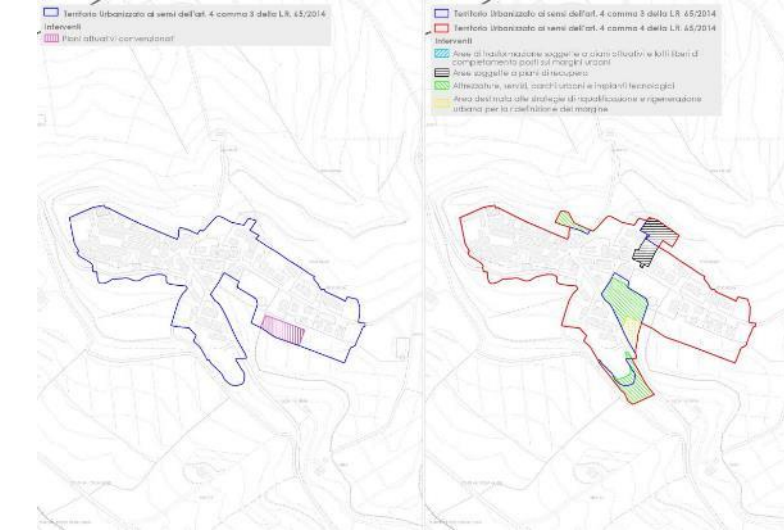 Territorio Urbanizzato ai sensi dell'art. 4 comma 3 della L.R. 65/2014
Interventi
Piani attuativi convenzionati
Territorio Urbanizzato ai sensi dell'art. 4 comma 3 della L.R. 65/2014
Territorio Urbanizzato ai sensi dell'art. 4 comma 4 della L.R. 65/2014
Interventi
Aree di trasformazione soggette a piani attuativi e lotti liberi di
completamento posti sui margini urbani
Aree soggette a piani di recupero
Attrezzature, servizi, parchi urbani e impianti tecnologici
Area destinata alle strategie di riqualificazione e rigenerazione
urbana per la ridefinizione del margine